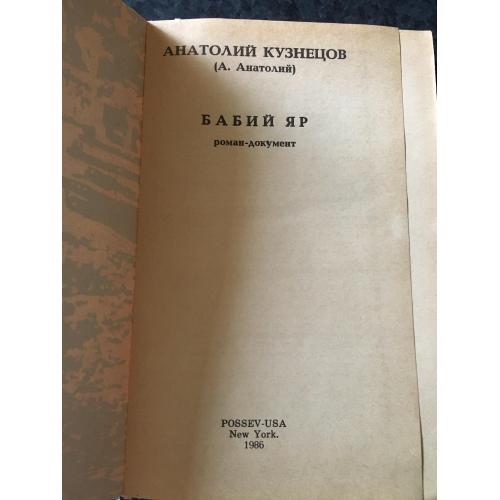 АНАТОЛИЙ КУЗНЕЦОВ
(А. Анатолий)
БАБИЙ ЯР
роман-документ
POSSEV-USA
New York.
1986